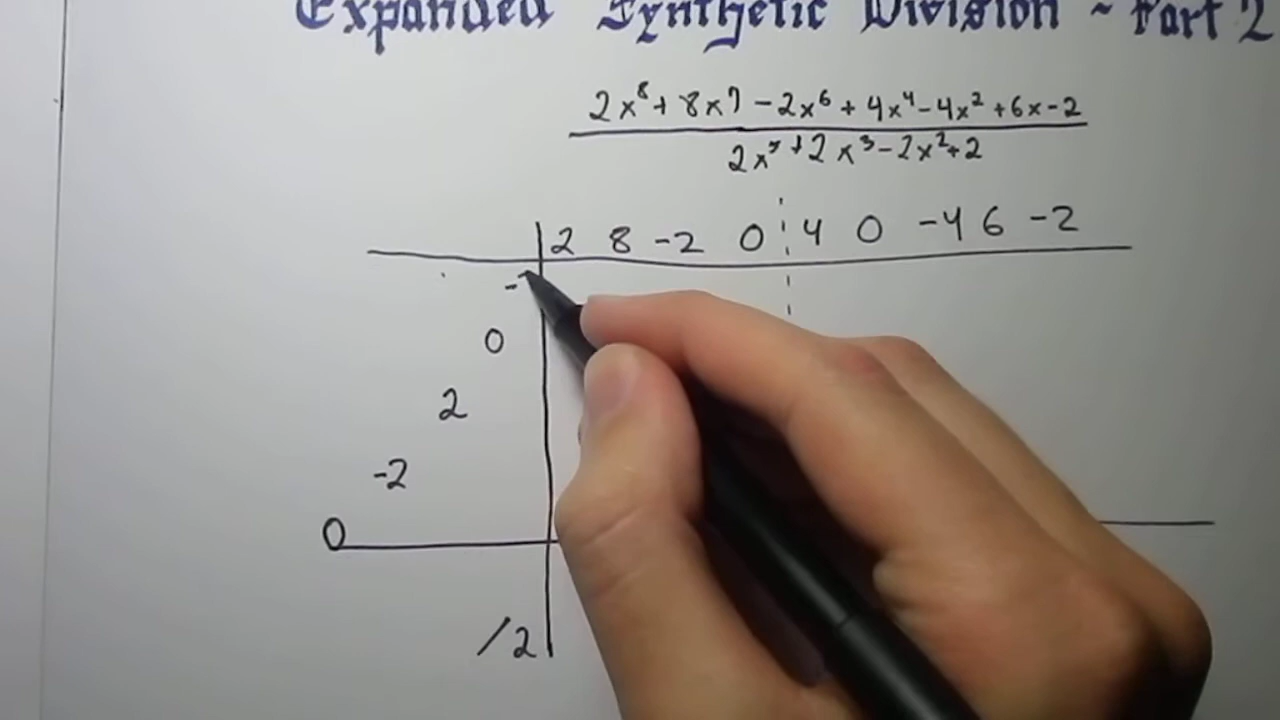 Expanded Synthetic Division ~ Part 2
2x⁸ + 8x⁷ - 2x⁶ + 4x⁴ - 4x² + 6x - 2
2x⁵ + 2x³ - 2x² + 2
2 8 -2 0 4 0 -4 6 -2
-
0
2
-2
0
/2